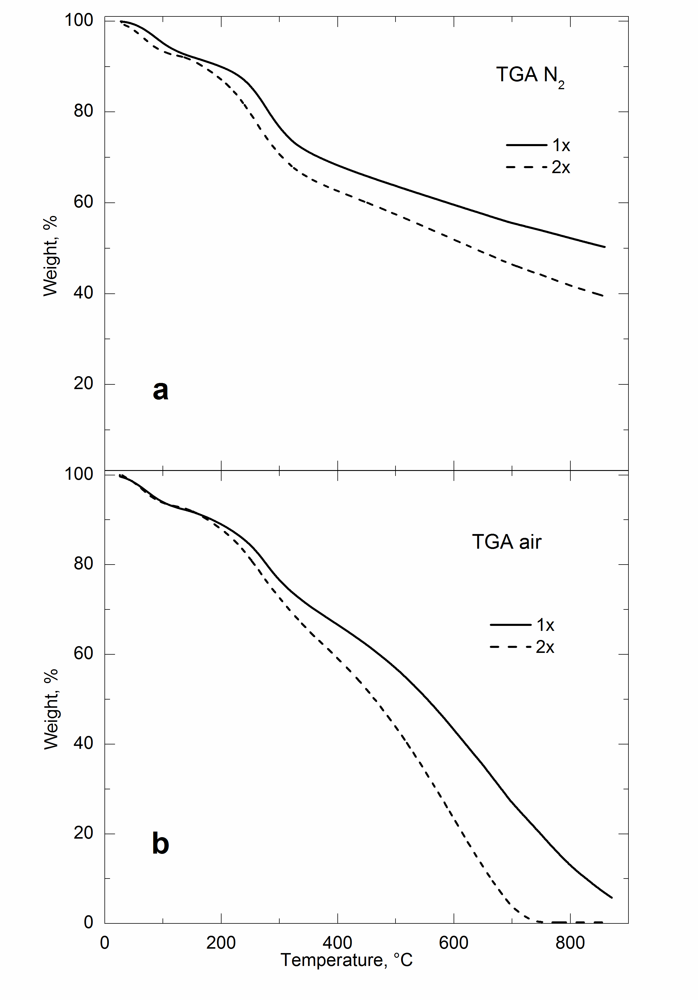 100
TGA N2
80
1x
2x
60
Weight, %
40
20
a
100
TGA air
80
1x
2x
60
Weight, %
40
20
b
0
0 200 400 600 800
Temperature, °C